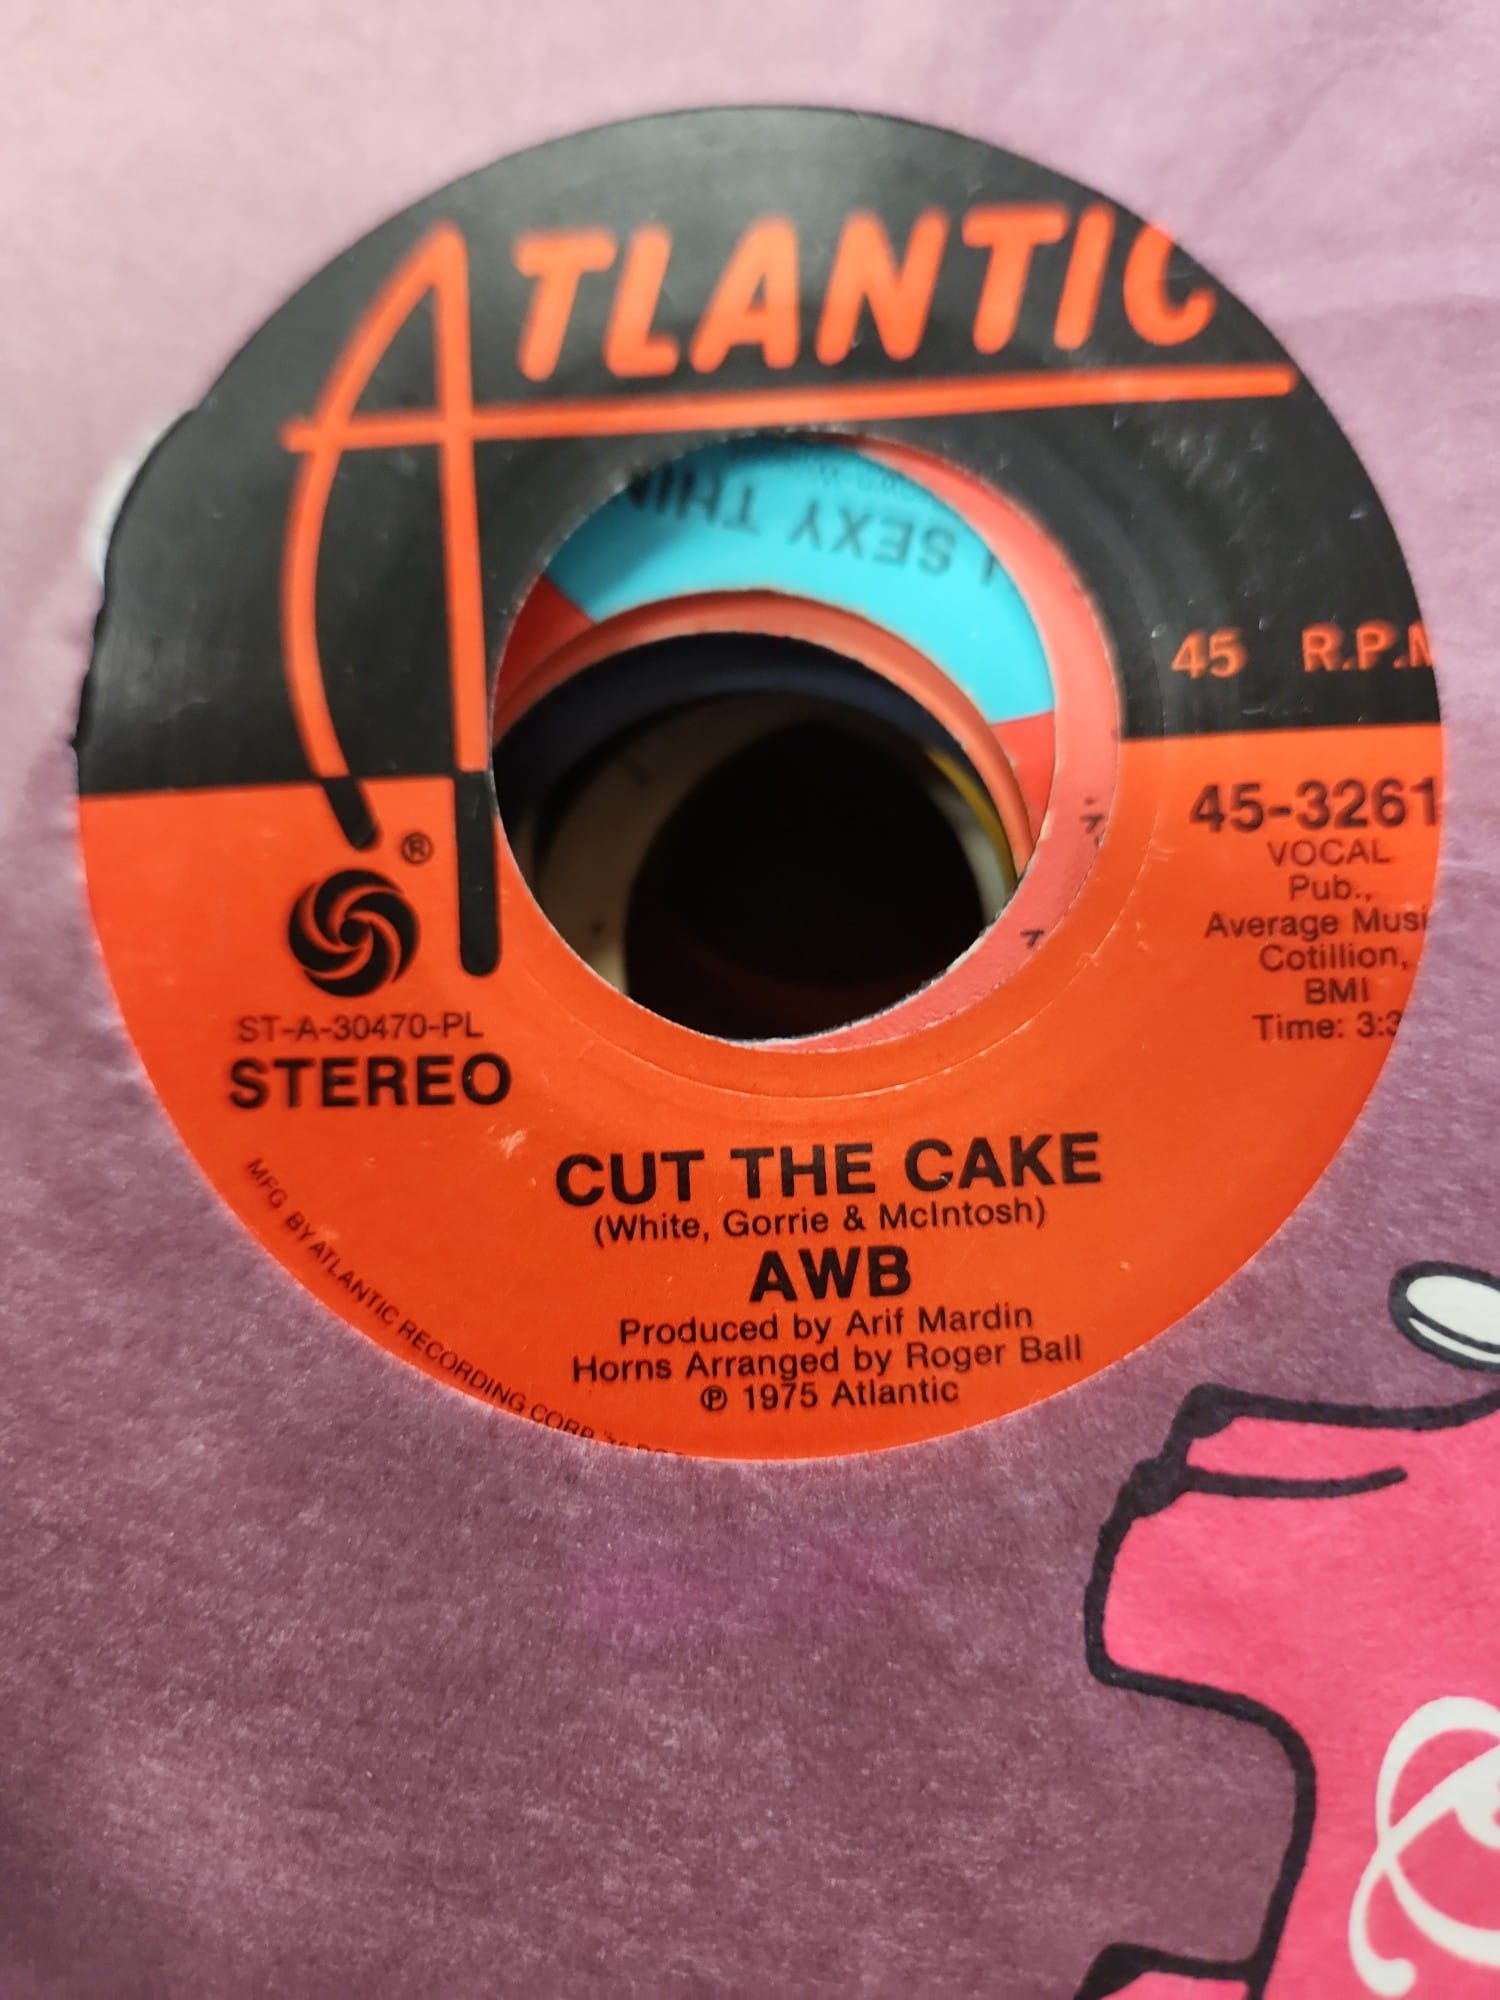 ATLANTIC
SEXY THIN
45 R.P.M
45-3261
VOCAL
Pub.,
Average Musi
Cotillion,
BMI
Time: 3:3
®
ST-A-30470-PL
STEREO
CUT THE CAKE
(White, Gorrie & McIntosh)
AWB
Produced by Arif Mardin
Horns Arranged by Roger Ball
℗ 1975 Atlantic
MFG BY ATLANTIC RECORDING CORP.